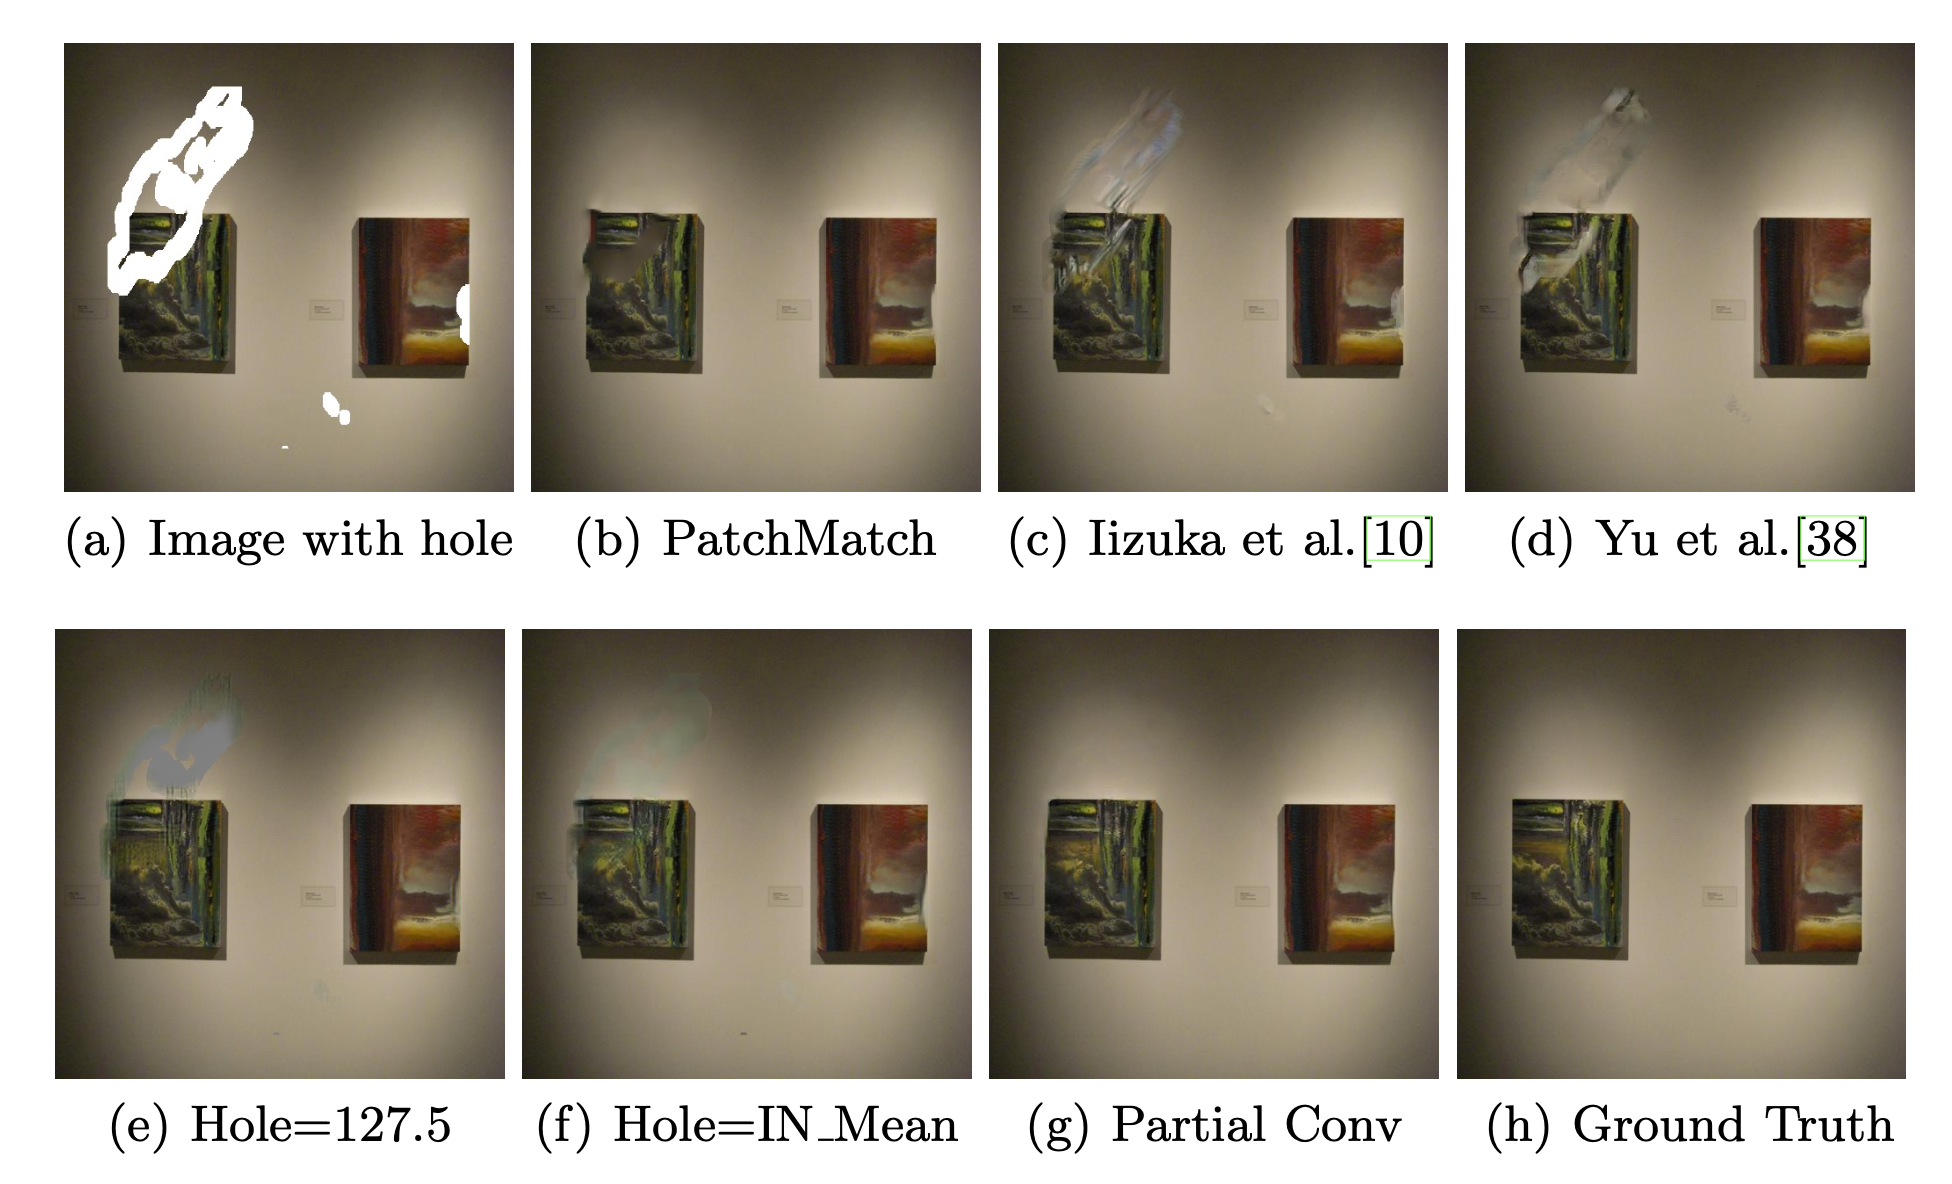 (a) Image with hole
(b) PatchMatch
(c) Iizuka et al.[10]
(d) Yu et al.[38]
(e) Hole=127.5
(f) Hole=IN_Mean
(g) Partial Conv
(h) Ground Truth